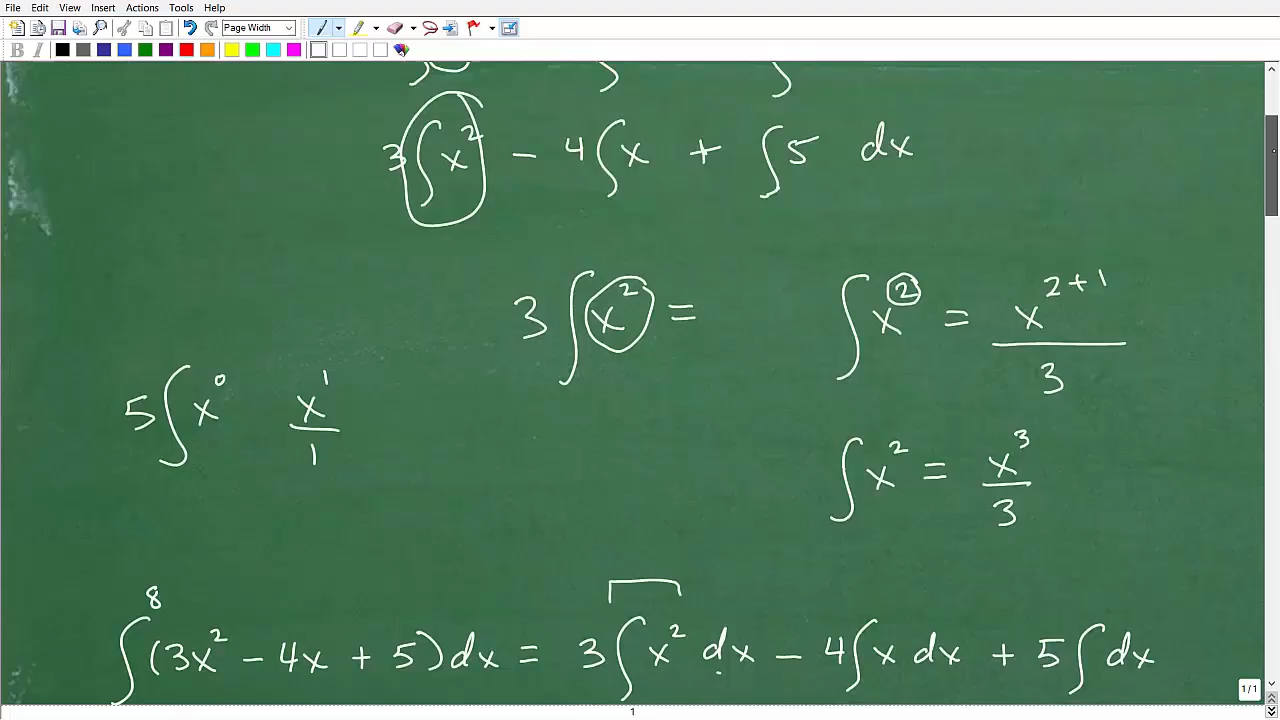 File Edit View Insert Actions Tools Help
Page Width
B I
3∫x² - 4∫x + ∫5 dx
3∫x² =
∫x² = x²⁺¹/3
5∫x⁰ x¹/1
∫x² = x³/3
∫⁸(3x² - 4x + 5)dx = 3∫x² dx - 4∫x dx + 5∫dx
1/1
1